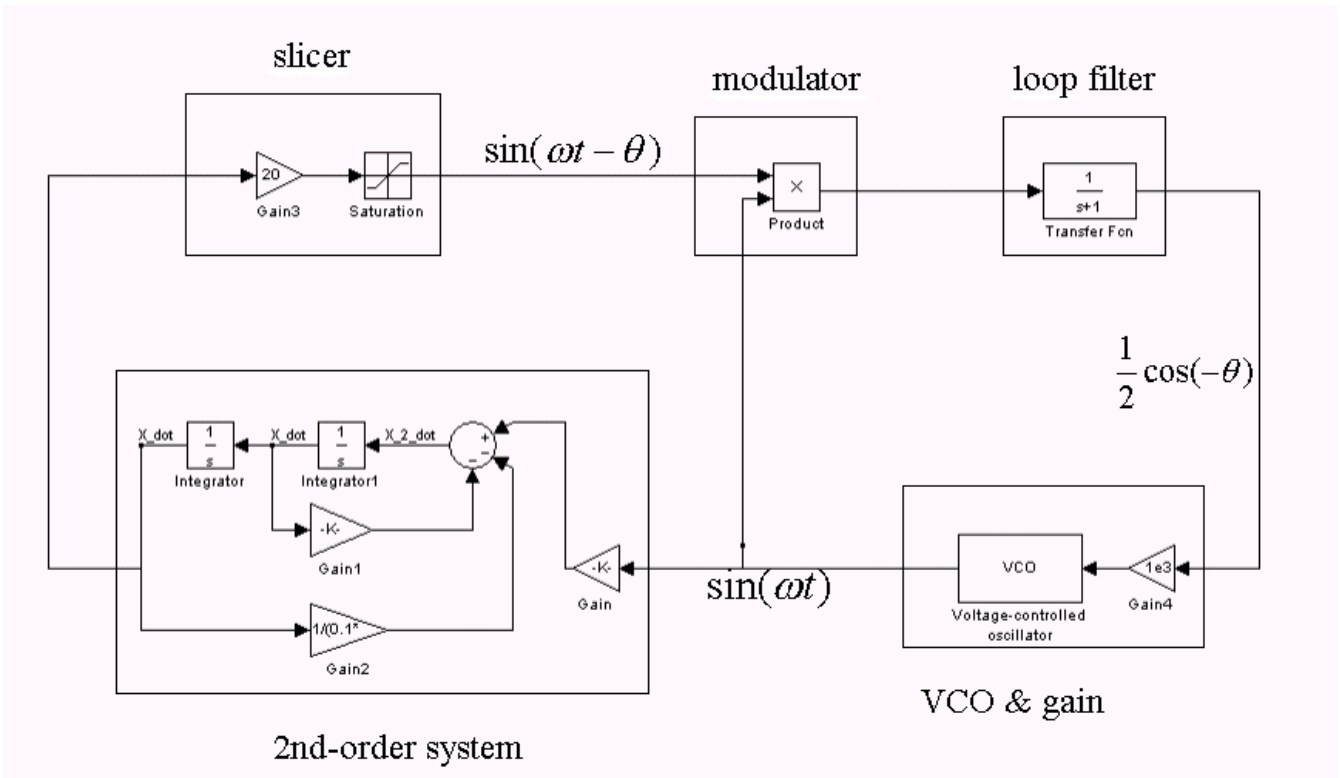 slicer
modulator
loop filter
sin(ωt − θ)
20
Gain3
Saturation
×
Product
1
s+1
Transfer Fcn
1/2 cos(−θ)
X_dot
1
s
Integrator
X_dot
1
s
Integrator1
X_2_dot
+
−
−
-K-
Gain1
1/(0.1*
Gain2
-K-
Gain
sin(ωt)
VCO
Voltage-controlled
oscillator
1e3
Gain4
VCO & gain
2nd-order system